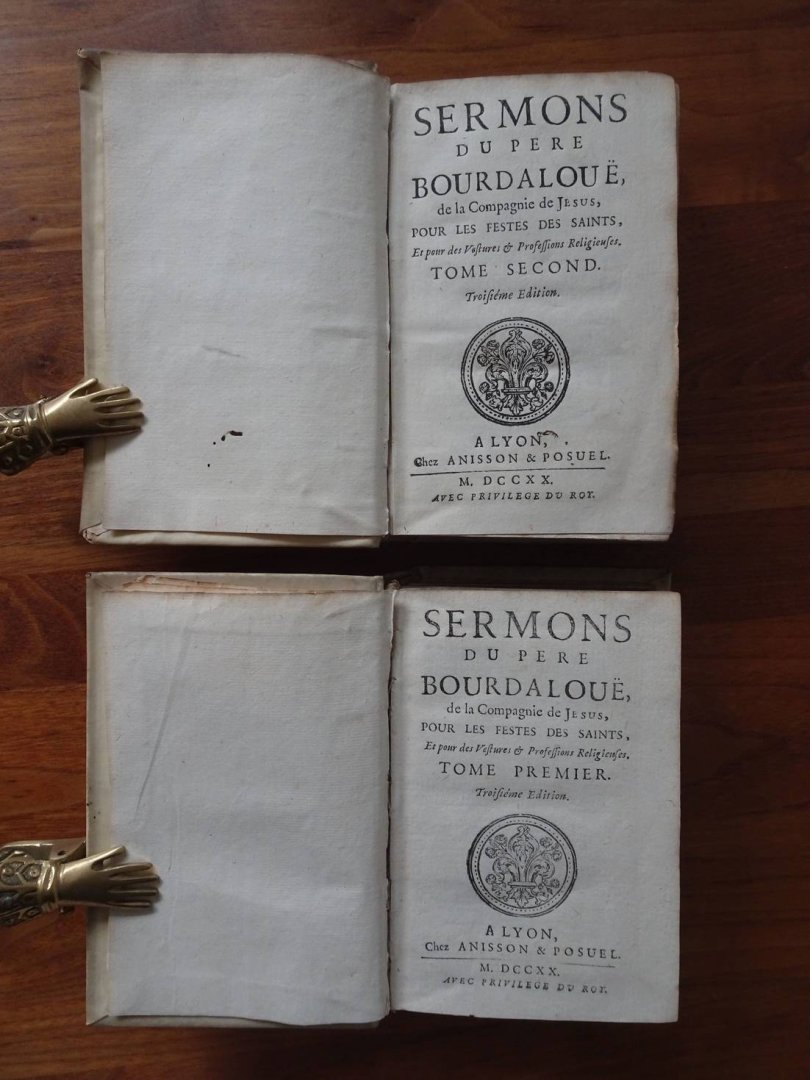 SERMONS
DU PERE
BOURDALOUË,
de la Compagnie de JESUS,
POUR LES FESTES DES SAINTS,
Et pour des Veſtures & Profeſſions Religieuſes.
TOME SECOND.
Troiſiéme Edition.
A LYON,
Chez ANISSON & POSUEL.
M. DCCXX.
AVEC PRIVILEGE DU ROY.
SERMONS
DU PERE
BOURDALOUË,
de la Compagnie de JESUS,
POUR LES FESTES DES SAINTS,
Et pour des Veſtures & Profeſſions Religieuſes.
TOME PREMIER.
Troiſiéme Edition.
A LYON,
Chez ANISSON & POSUEL.
M. DCCXX.
AVEC PRIVILEGE DU ROY.